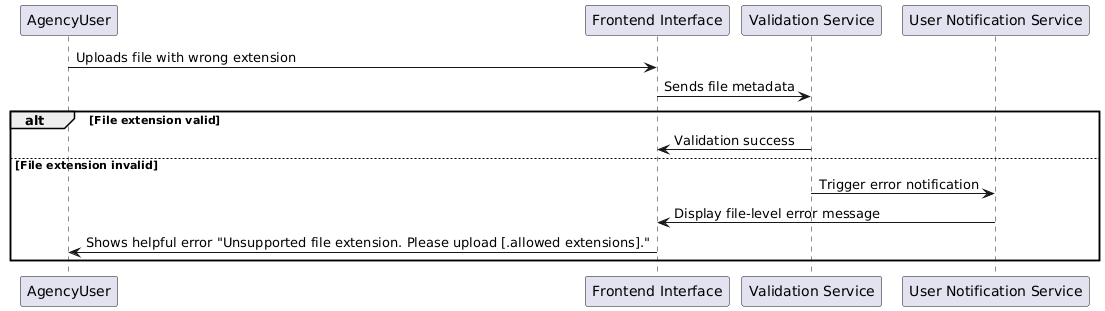 AgencyUser
Frontend Interface
Validation Service
User Notification Service
Uploads file with wrong extension
Sends file metadata
alt
[File extension valid]
Validation success
[File extension invalid]
Trigger error notification
Display file-level error message
Shows helpful error "Unsupported file extension. Please upload [.allowed extensions]."
AgencyUser
Frontend Interface
Validation Service
User Notification Service